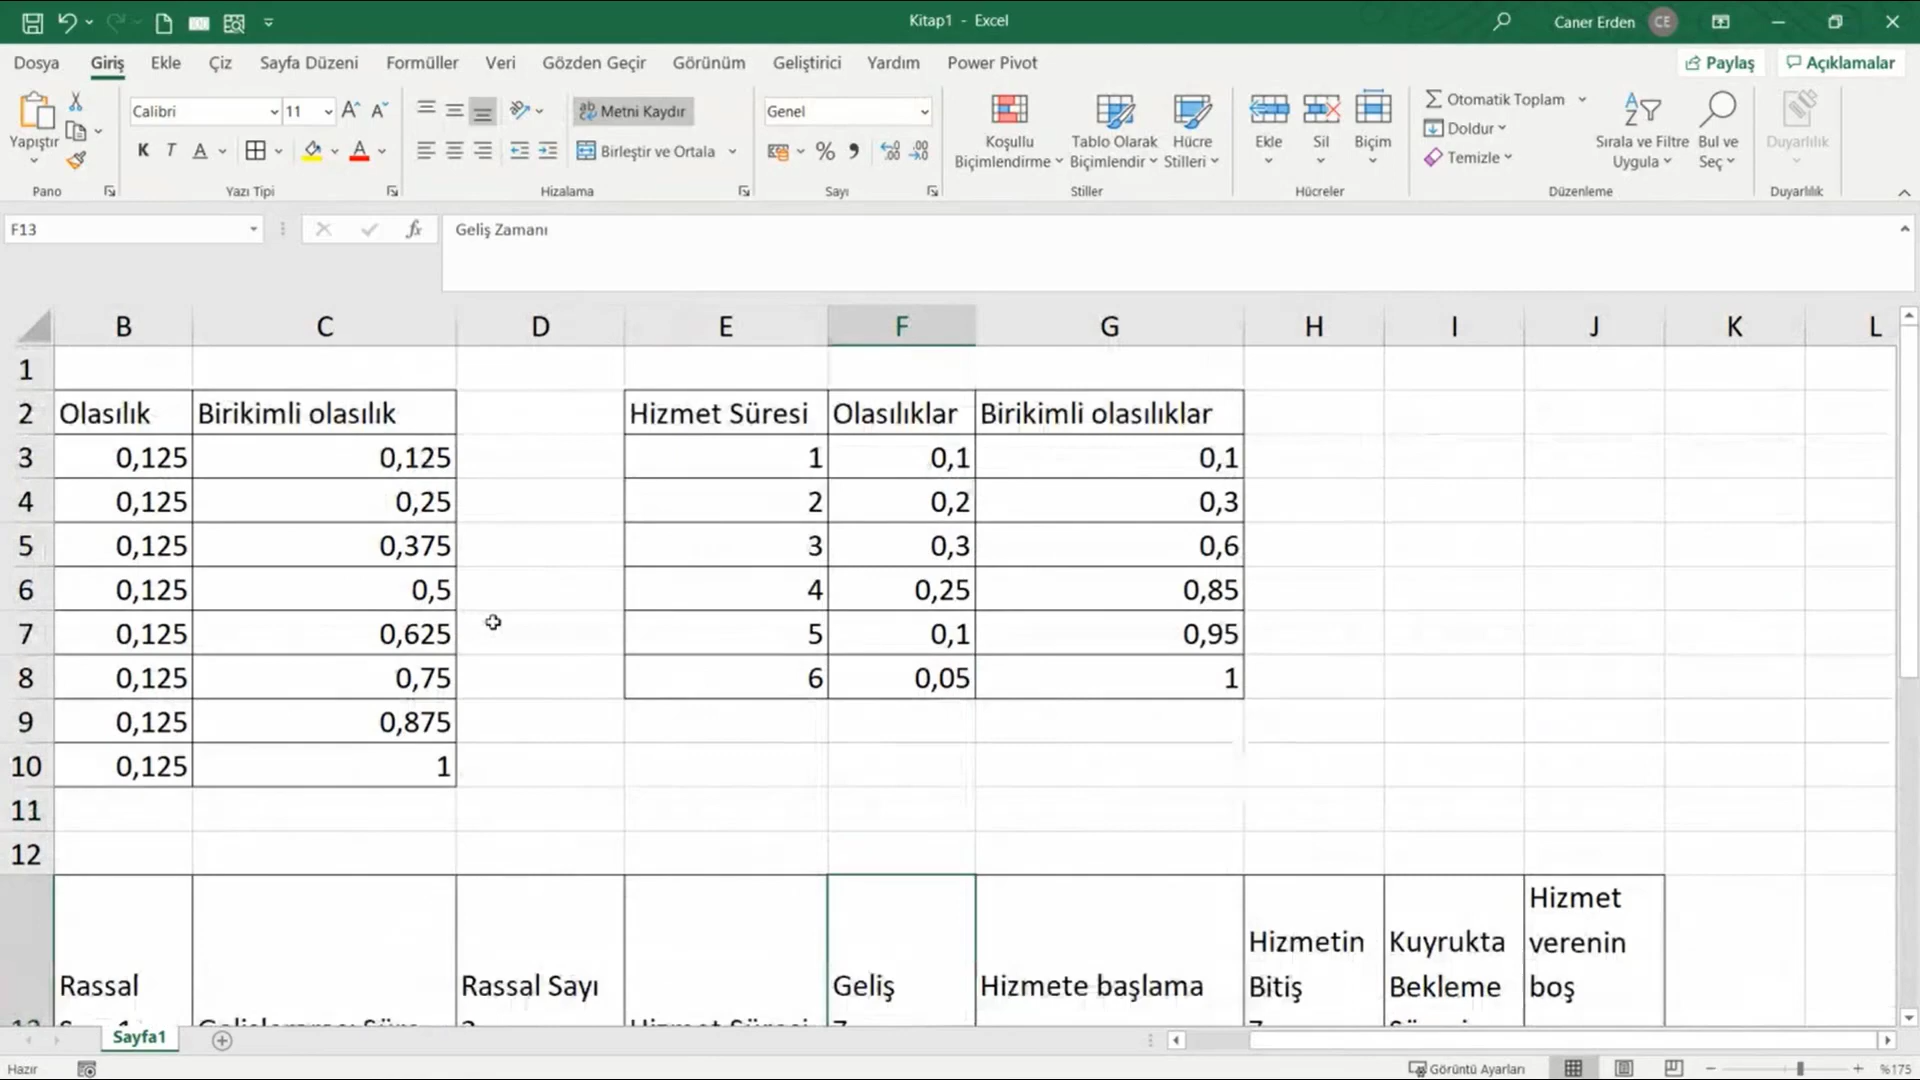 Kitap1 - Excel
Caner Erden CE
Dosya Giriş Ekle Çiz Sayfa Düzeni Formüller Veri Gözden Geçir Görünüm Geliştirici Yardım Power Pivot Paylaş Açıklamalar
Yapıştır
Pano
Calibri 11
K T A A
Yazı Tipi
Metni Kaydır
Birleştir ve Ortala
Hizalama
Genel
%
Sayı
Koşullu Biçimlendirme
Tablo Olarak Biçimlendir
Hücre Stilleri
Stiller
Ekle
Sil
Biçim
Hücreler
Otomatik Toplam
Doldur
Temizle
Sırala ve Filtre Uygula
Bul ve Seç
Düzenleme
Duyarlılık
Duyarlılık
F13 fx Geliş Zamanı
B C D E F G H I J K L
1
2 Olasılık Birikimli olasılık Hizmet Süresi Olasılıklar Birikimli olasılıklar
3 0,125 0,125 1 0,1 0,1
4 0,125 0,25 2 0,2 0,3
5 0,125 0,375 3 0,3 0,6
6 0,125 0,5 4 0,25 0,85
7 0,125 0,625 5 0,1 0,95
8 0,125 0,75 6 0,05 1
9 0,125 0,875
10 0,125 1
11
12
Hizmet
Hizmetin Kuyrukta verenin
Rassal Rassal Sayı Geliş Hizmete başlama Bitiş Bekleme boş
Hizmet Süresi
Sayfa1
Hazır
Görüntü Ayarları
%175